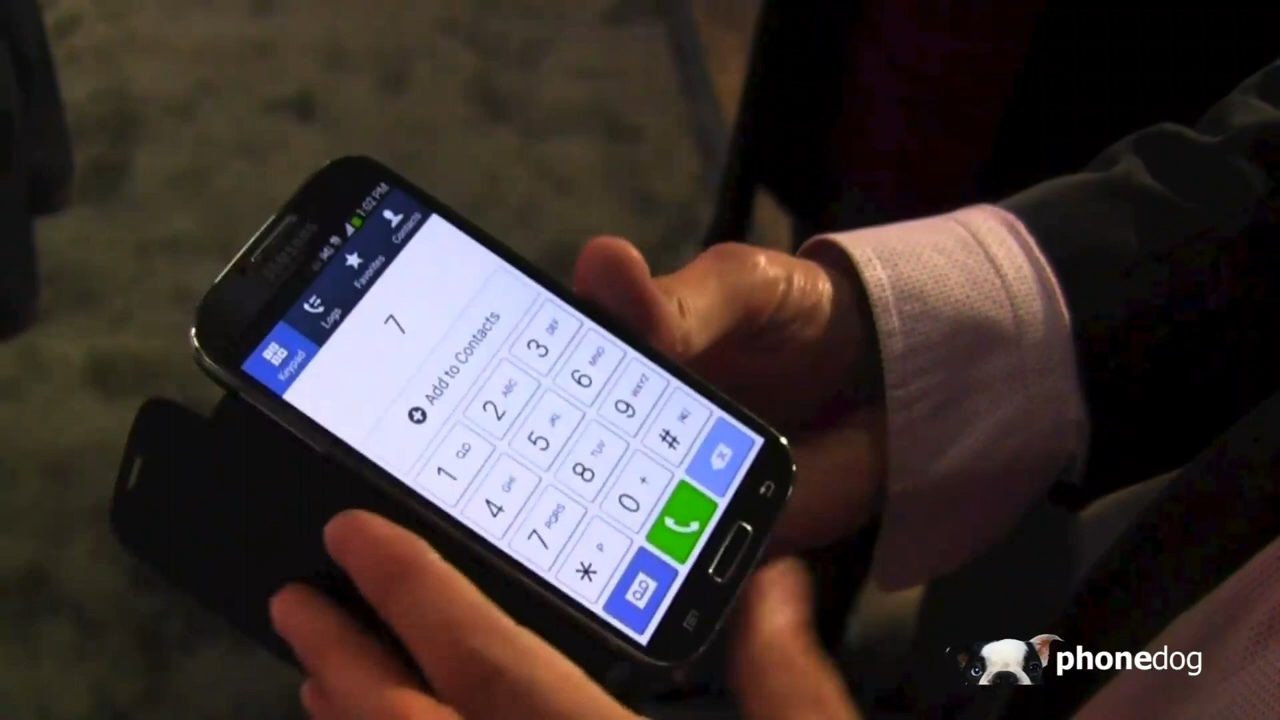 SAMSUNG
4G 1:02 PM
Keypad Logs Favorites Contacts
7
Add to Contacts
1 2 ABC 3 DEF
4 GHI 5 JKL 6 MNO
7 PQRS 8 TUV 9 WXYZ
* P 0 + #
phonedog